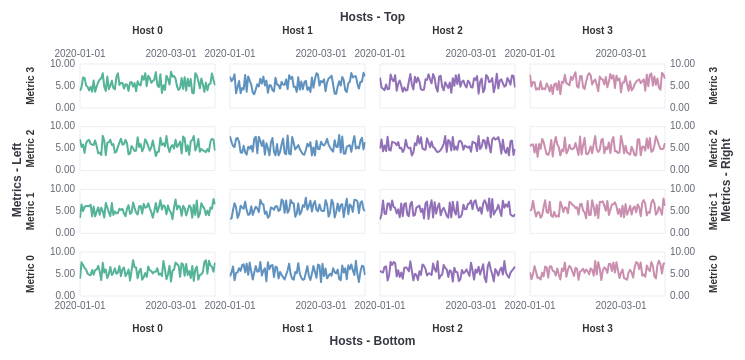 Hosts - Top
Host 0 Host 1 Host 2 Host 3
2020-01-01 2020-03-01 2020-01-01 2020-03-01 2020-01-01 2020-03-01 2020-01-01 2020-03-01
Metrics - Left
Metric 3 10.00 5.00 0.00
Metric 2 10.00 5.00 0.00
Metric 1 10.00 5.00 0.00
Metric 0 10.00 5.00 0.00
10.00 5.00 0.00 Metric 3
10.00 5.00 0.00 Metric 2
10.00 5.00 0.00 Metric 1
10.00 5.00 0.00 Metric 0
Metrics - Right
2020-01-01 2020-03-01 2020-01-01 2020-03-01 2020-01-01 2020-03-01 2020-01-01 2020-03-01
Host 0 Host 1 Host 2 Host 3
Hosts - Bottom